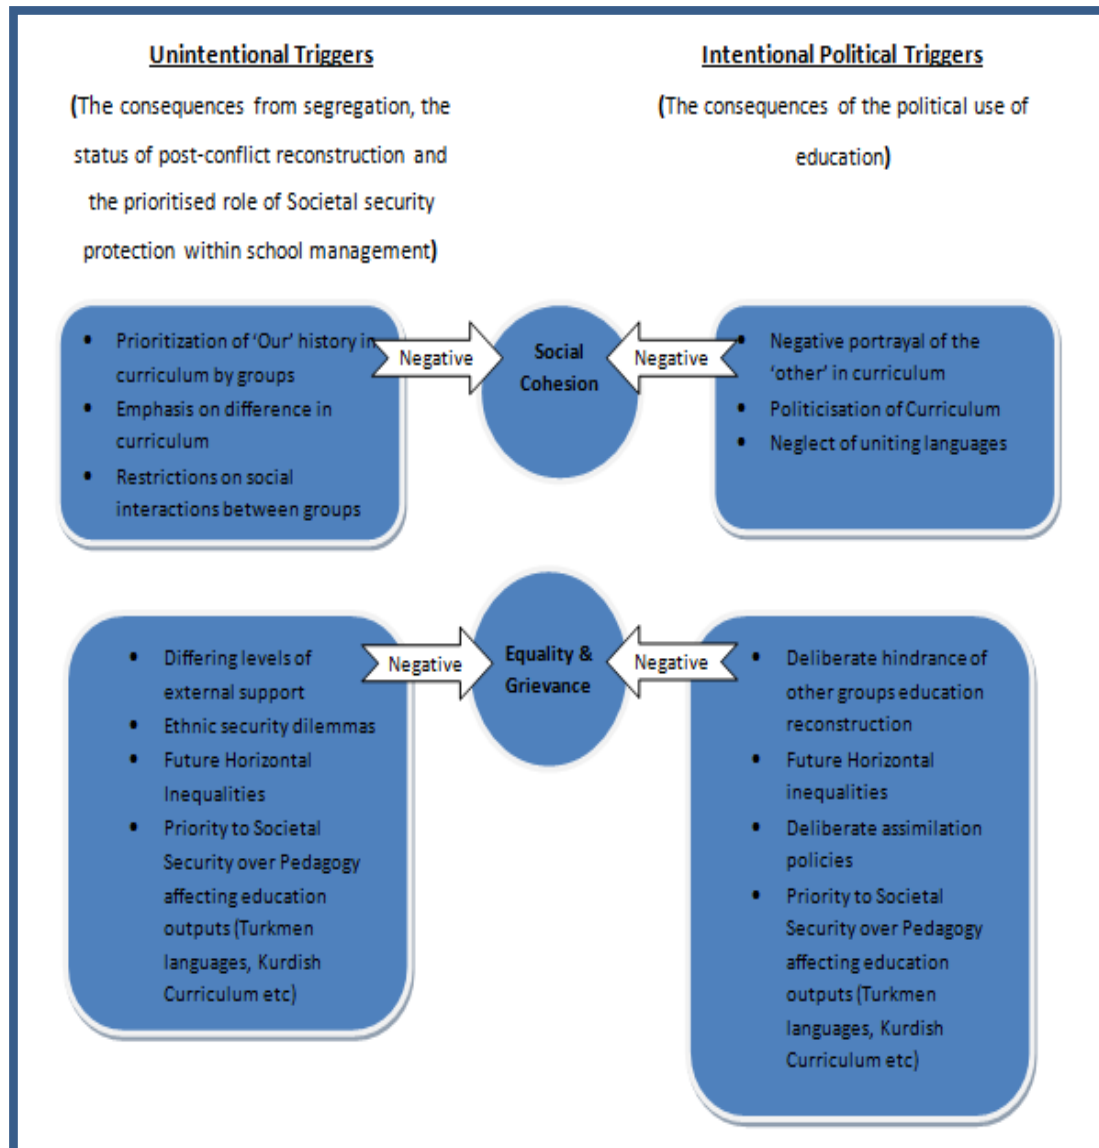 Unintentional Triggers
(The consequences from segregation, the
status of post-conflict reconstruction and
the prioritised role of Societal security
protection within school management)
Intentional Political Triggers
(The consequences of the political use of
education)
• Prioritization of ‘Our’ history in
curriculum by groups
• Emphasis on difference in
curriculum
• Restrictions on social
interactions between groups
Negative
Social
Cohesion
Negative
• Negative portrayal of the
‘other’ in curriculum
• Politicisation of Curriculum
• Neglect of uniting languages
• Differing levels of
external support
• Ethnic security dilemmas
• Future Horizontal
Inequalities
• Priority to Societal
Security over Pedagogy
affecting education
outputs (Turkmen
languages, Kurdish
Curriculum etc)
Negative
Equality &
Grievance
Negative
• Deliberate hindrance of
other groups education
reconstruction
• Future Horizontal
inequalities
• Deliberate assimilation
policies
• Priority to Societal
Security over Pedagogy
affecting education
outputs (Turkmen
languages, Kurdish
Curriculum etc)